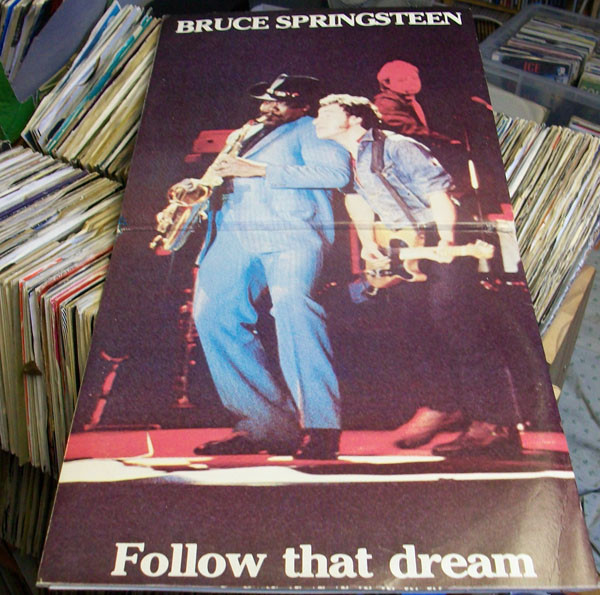 BRUCE SPRINGSTEEN
Follow that dream